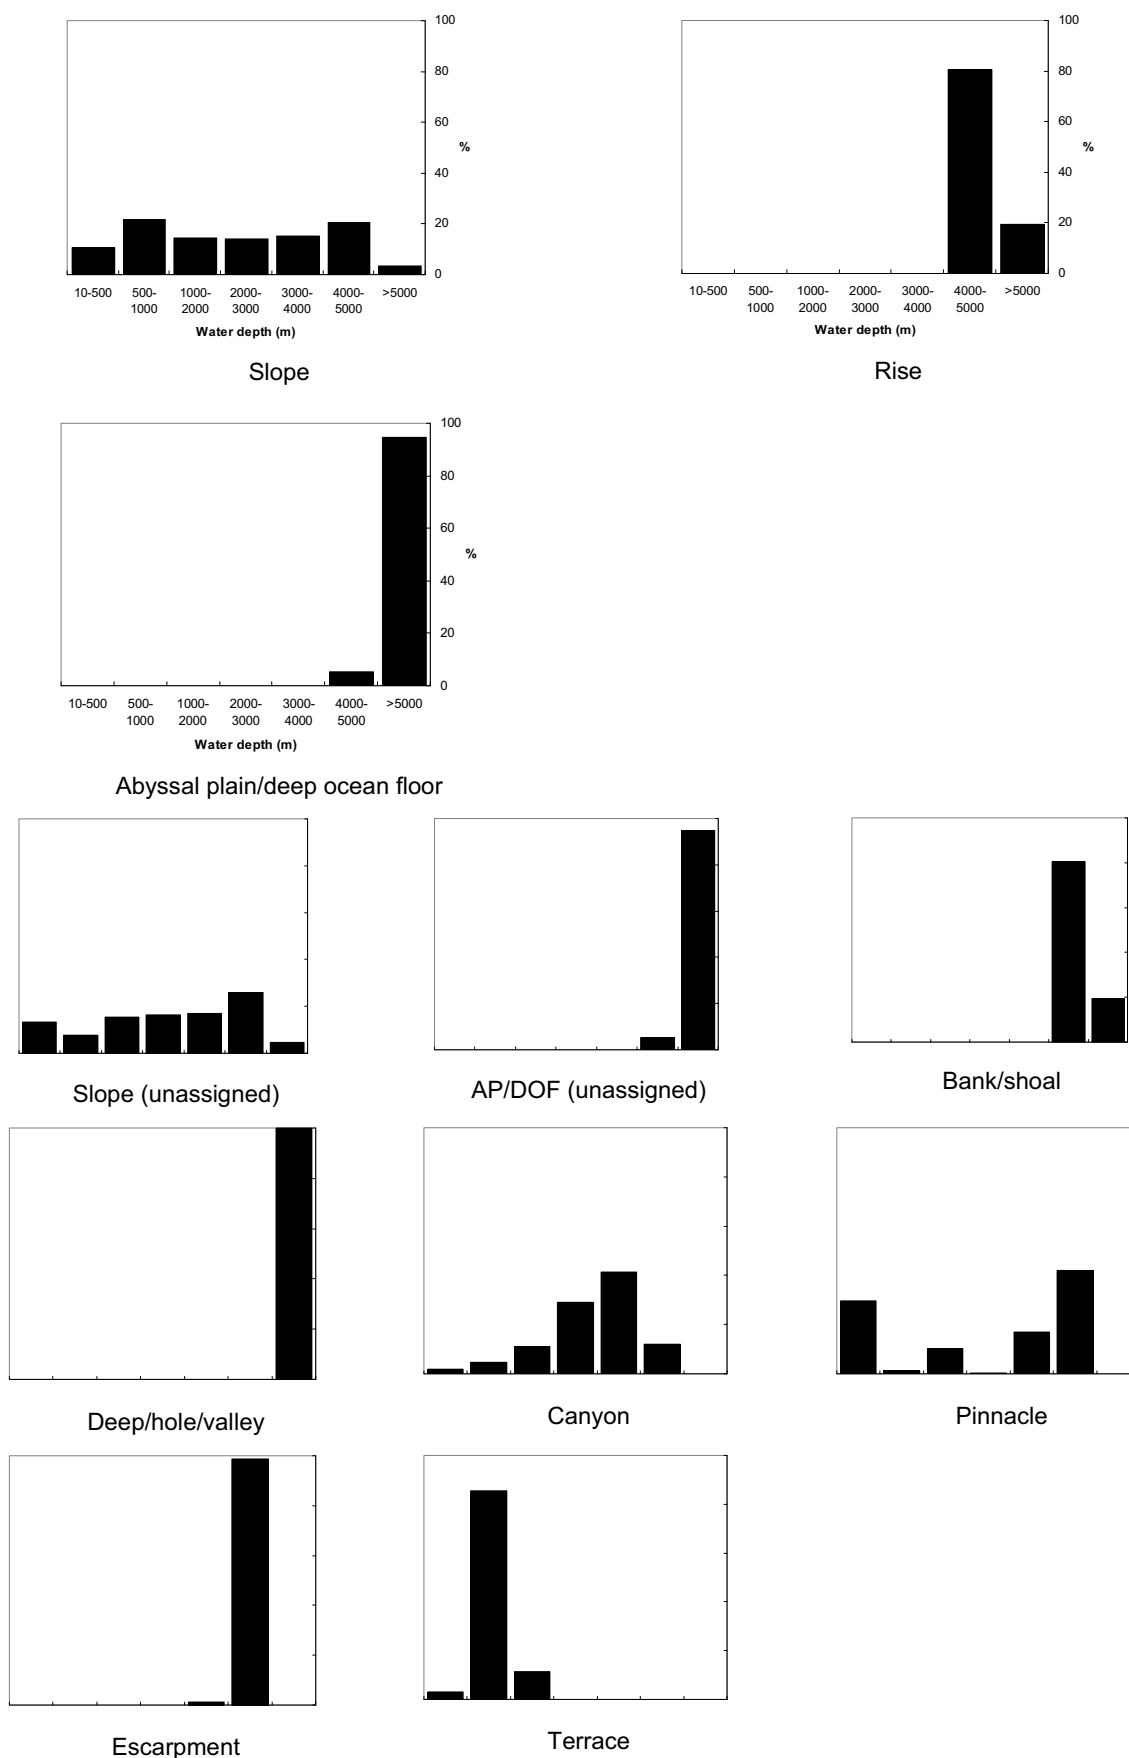 100
80
60
%
40
20
0
10-500 500- 1000- 2000- 3000- 4000- >5000
1000 2000 3000 4000 5000
Water depth (m)
Slope
100
80
60
%
40
20
0
10-500 500- 1000- 2000- 3000- 4000- >5000
1000 2000 3000 4000 5000
Water depth (m)
Rise
100
80
60
%
40
20
0
10-500 500- 1000- 2000- 3000- 4000- >5000
1000 2000 3000 4000 5000
Water depth (m)
Abyssal plain/deep ocean floor
Slope (unassigned)
AP/DOF (unassigned)
Bank/shoal
Deep/hole/valley
Canyon
Pinnacle
Escarpment
Terrace